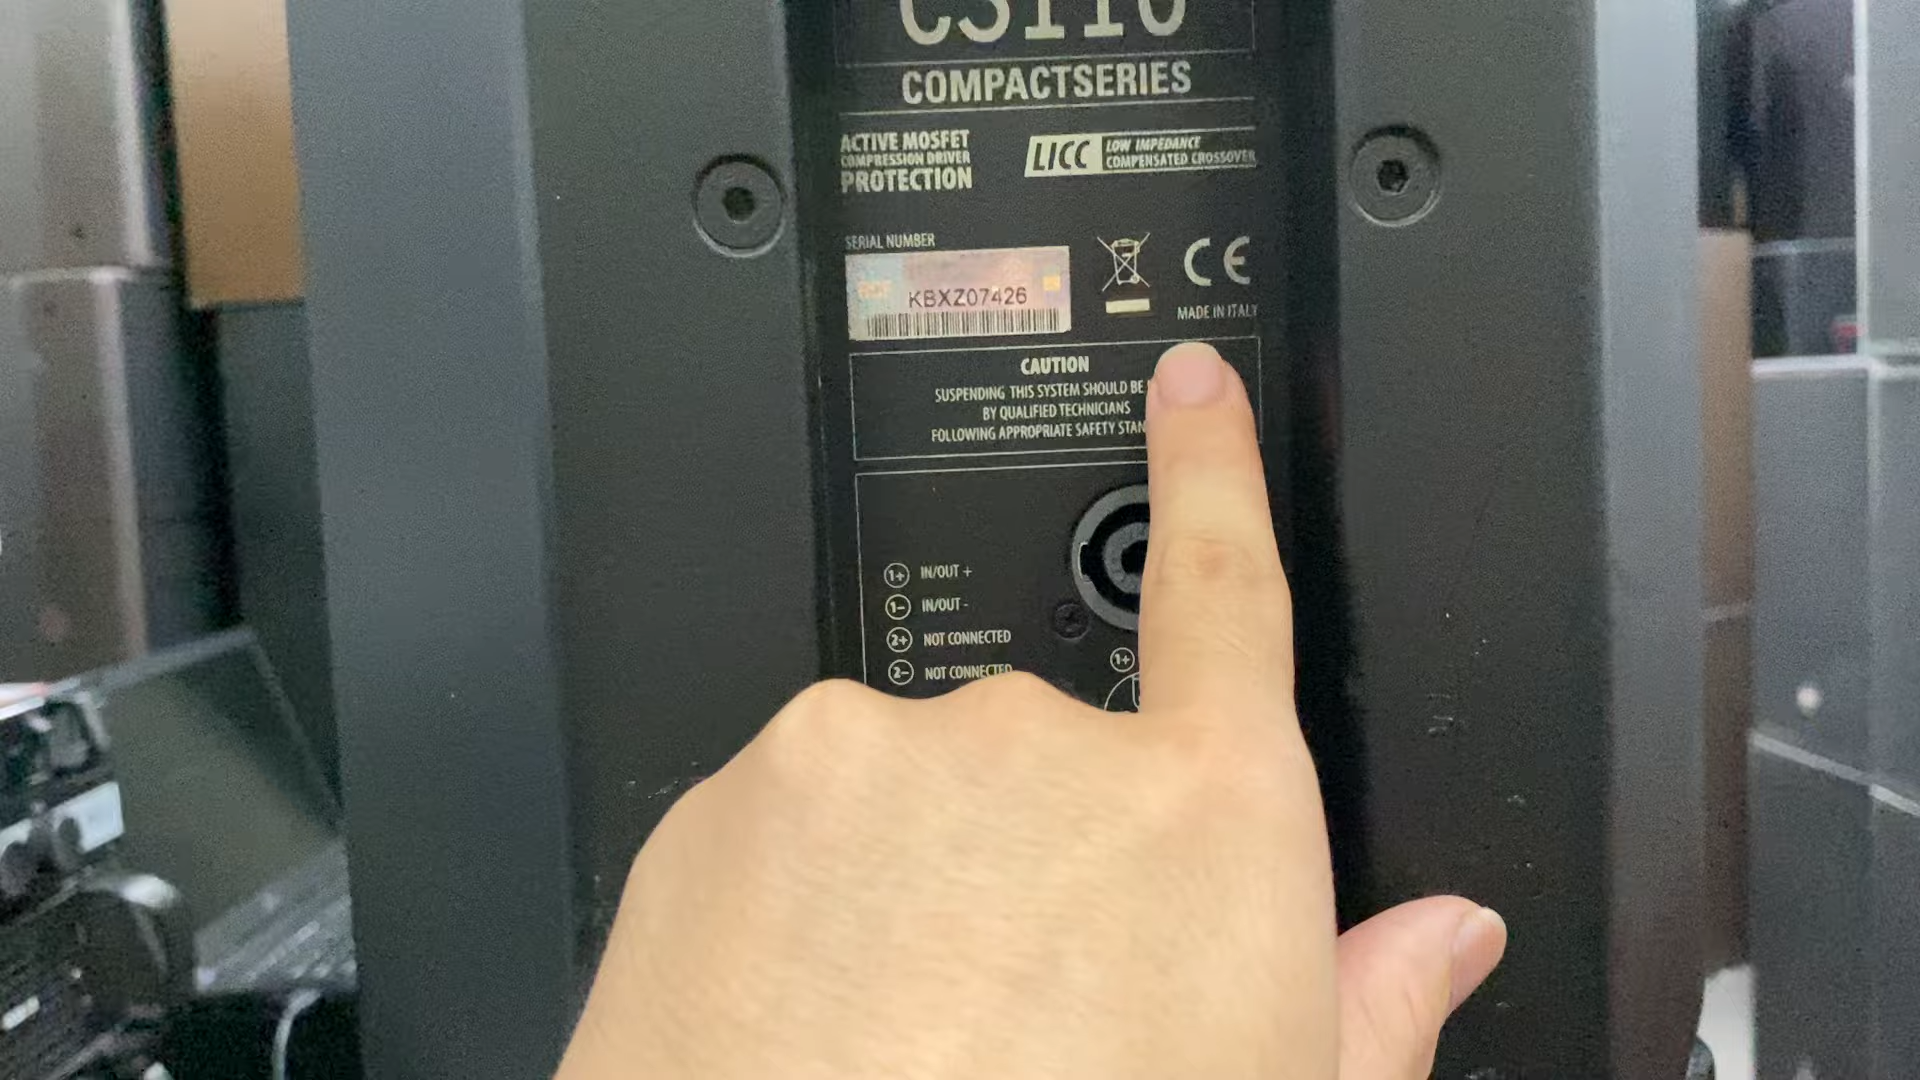 COMPACTSERIES
ACTIVE MOSFET
COMPRESSION DRIVER
PROTECTION
LICC LOW IMPEDANCE
COMPENSATED CROSSOVER
SERIAL NUMBER
RCF
KBXZ07426
CE
MADE IN ITALY
CAUTION
SUSPENDING THIS SYSTEM SHOULD BE
BY QUALIFIED TECHNICIANS
FOLLOWING APPROPRIATE SAFETY STAN
1+ IN/OUT +
1- IN/OUT -
2+ NOT CONNECTED
2- NOT CONNECTED
1+